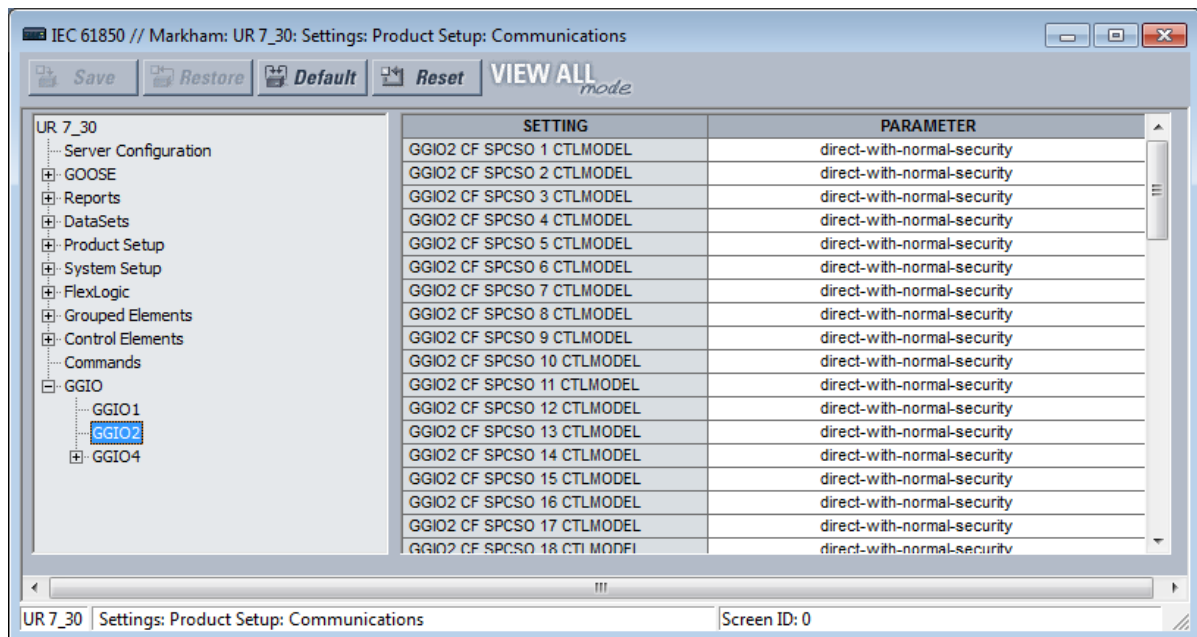 IEC 61850 // Markham: UR 7_30: Settings: Product Setup: Communications
Save Restore Default Reset VIEW ALL mode
UR 7_30
Server Configuration
GOOSE
Reports
DataSets
Product Setup
System Setup
FlexLogic
Grouped Elements
Control Elements
Commands
GGIO
GGIO1
GGIO2
GGIO4
SETTING PARAMETER
GGIO2 CF SPCSO 1 CTLMODEL direct-with-normal-security
GGIO2 CF SPCSO 2 CTLMODEL direct-with-normal-security
GGIO2 CF SPCSO 3 CTLMODEL direct-with-normal-security
GGIO2 CF SPCSO 4 CTLMODEL direct-with-normal-security
GGIO2 CF SPCSO 5 CTLMODEL direct-with-normal-security
GGIO2 CF SPCSO 6 CTLMODEL direct-with-normal-security
GGIO2 CF SPCSO 7 CTLMODEL direct-with-normal-security
GGIO2 CF SPCSO 8 CTLMODEL direct-with-normal-security
GGIO2 CF SPCSO 9 CTLMODEL direct-with-normal-security
GGIO2 CF SPCSO 10 CTLMODEL direct-with-normal-security
GGIO2 CF SPCSO 11 CTLMODEL direct-with-normal-security
GGIO2 CF SPCSO 12 CTLMODEL direct-with-normal-security
GGIO2 CF SPCSO 13 CTLMODEL direct-with-normal-security
GGIO2 CF SPCSO 14 CTLMODEL direct-with-normal-security
GGIO2 CF SPCSO 15 CTLMODEL direct-with-normal-security
GGIO2 CF SPCSO 16 CTLMODEL direct-with-normal-security
GGIO2 CF SPCSO 17 CTLMODEL direct-with-normal-security
GGIO2 CF SPCSO 18 CTLMODEL direct-with-normal-security
UR 7_30 Settings: Product Setup: Communications Screen ID: 0